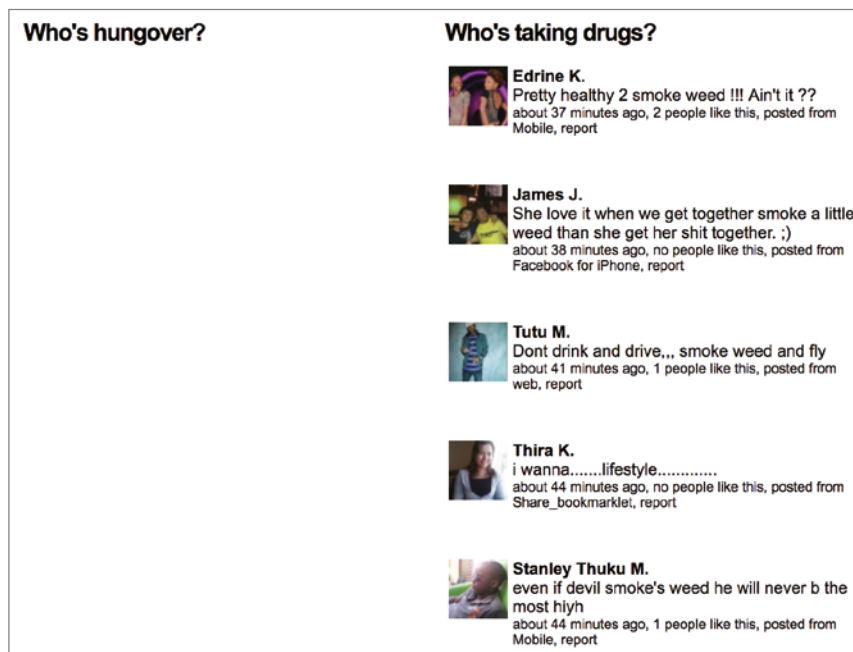 Who's hungover?
Who's taking drugs?
Edrine K.
Pretty healthy 2 smoke weed !!! Ain't it ??
about 37 minutes ago, 2 people like this, posted from
Mobile, report
James J.
She love it when we get together smoke a little
weed than she get her shit together. ;)
about 38 minutes ago, no people like this, posted from
Facebook for iPhone, report
Tutu M.
Dont drink and drive,,, smoke weed and fly
about 41 minutes ago, 1 people like this, posted from
web, report
Thira K.
i wanna.......lifestyle.............
about 44 minutes ago, no people like this, posted from
Share_bookmarklet, report
Stanley Thuku M.
even if devil smoke's weed he will never b the
most hiyh
about 44 minutes ago, 1 people like this, posted from
Mobile, report